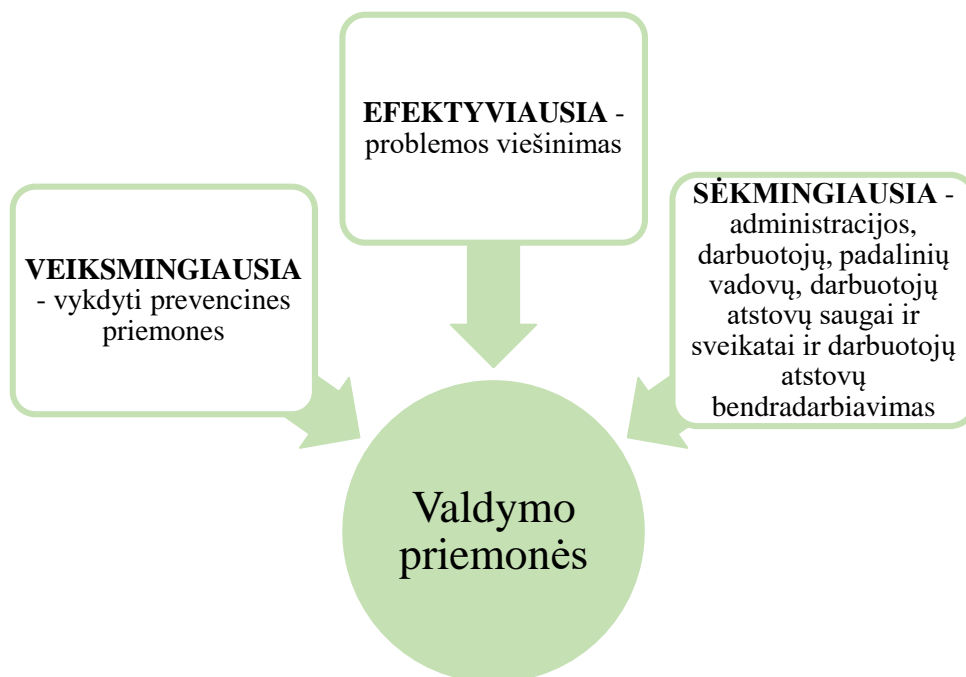 VEIKSMINGIAUSIA
- vykdyti prevencines
priemones
EFEKTYVIAUSIA -
problemos viešinimas
SĖKMINGIAUSIA -
administracijos,
darbuotojų, padalinių
vadovų, darbuotojų
atstovų saugai ir
sveikatai ir darbuotojų
atstovų
bendradarbiavimas
Valdymo
priemonės